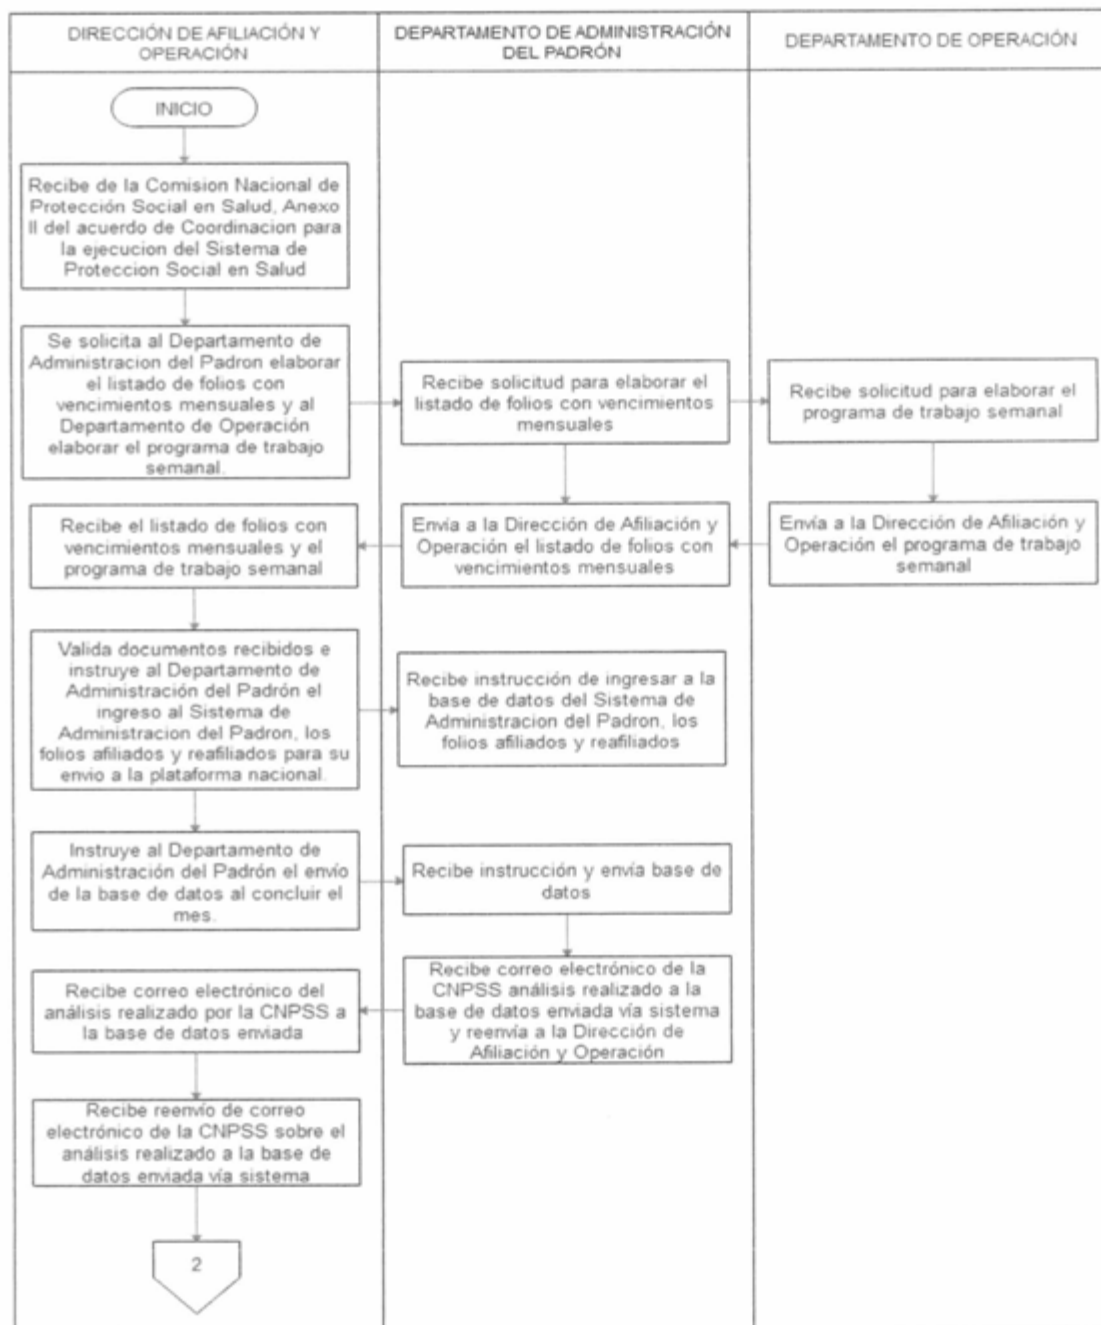 DIRECCIÓN DE AFILIACIÓN Y
OPERACIÓN
DEPARTAMENTO DE ADMINISTRACIÓN
DEL PADRÓN
DEPARTAMENTO DE OPERACIÓN
INICIO
Recibe de la Comision Nacional de
Protección Social en Salud, Anexo
II del acuerdo de Coordinacion para
la ejecucion del Sistema de
Proteccion Social en Salud
Se solicita al Departamento de
Administracion del Padron elaborar
el listado de folios con
vencimientos mensuales y al
Departamento de Operación
elaborar el programa de trabajo
semanal.
Recibe solicitud para elaborar el
listado de folios con vencimientos
mensuales
Recibe solicitud para elaborar el
programa de trabajo semanal
Recibe el listado de folios con
vencimientos mensuales y el
programa de trabajo semanal
Envía a la Dirección de Afiliación y
Operación el listado de folios con
vencimientos mensuales
Envía a la Dirección de Afiliación y
Operación el programa de trabajo
semanal
Valida documentos recibidos e
instruye al Departamento de
Administración del Padrón el
ingreso al Sistema de
Administracion del Padron, los
folios afiliados y reafiliados para su
envio a la plataforma nacional.
Recibe instrucción de ingresar a la
base de datos del Sistema de
Administracion del Padron, los
folios afiliados y reafiliados
Instruye al Departamento de
Administración del Padrón el envío
de la base de datos al concluir el
mes.
Recibe instrucción y envía base de
datos
Recibe correo electrónico del
análisis realizado por la CNPSS a
la base de datos enviada
Recibe correo electrónico de la
CNPSS análisis realizado a la
base de datos enviada vía sistema
y reenvía a la Dirección de
Afiliación y Operación
Recibe reenvío de correo
electrónico de la CNPSS sobre el
análisis realizado a la base de
datos enviada vía sistema
2